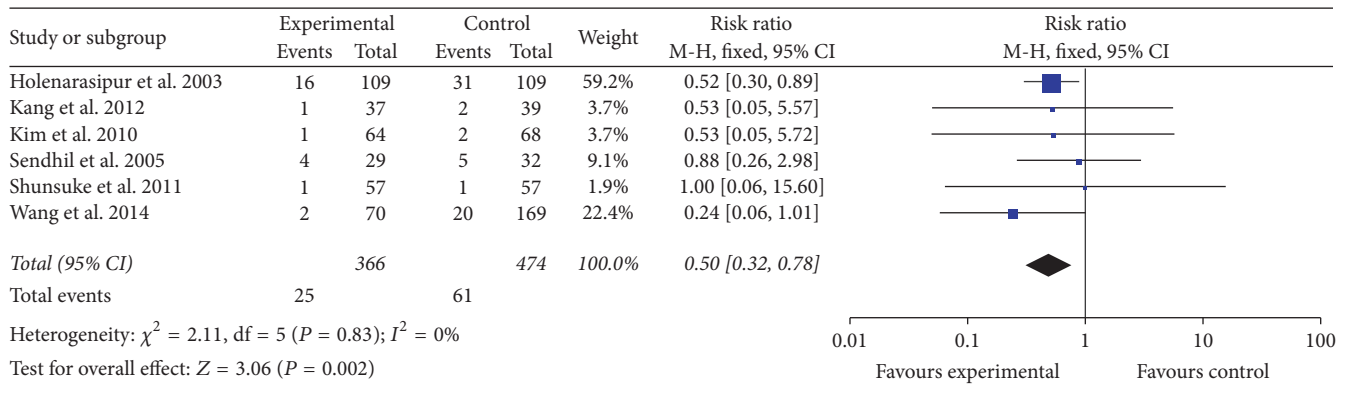 Study or subgroup Experimental Control Weight Risk ratio Risk ratio
Events Total Events Total M-H, fixed, 95% CI M-H, fixed, 95% CI
Holenarasipur et al. 2003 16 109 31 109 59.2% 0.52 [0.30, 0.89]
Kang et al. 2012 1 37 2 39 3.7% 0.53 [0.05, 5.57]
Kim et al. 2010 1 64 2 68 3.7% 0.53 [0.05, 5.72]
Sendhil et al. 2005 4 29 5 32 9.1% 0.88 [0.26, 2.98]
Shunsuke et al. 2011 1 57 1 57 1.9% 1.00 [0.06, 15.60]
Wang et al. 2014 2 70 20 169 22.4% 0.24 [0.06, 1.01]
Total (95% CI) 366 474 100.0% 0.50 [0.32, 0.78]
Total events 25 61
Heterogeneity: χ² = 2.11, df = 5 (P = 0.83); I² = 0%
Test for overall effect: Z = 3.06 (P = 0.002)
0.01 0.1 1 10 100
Favours experimental Favours control